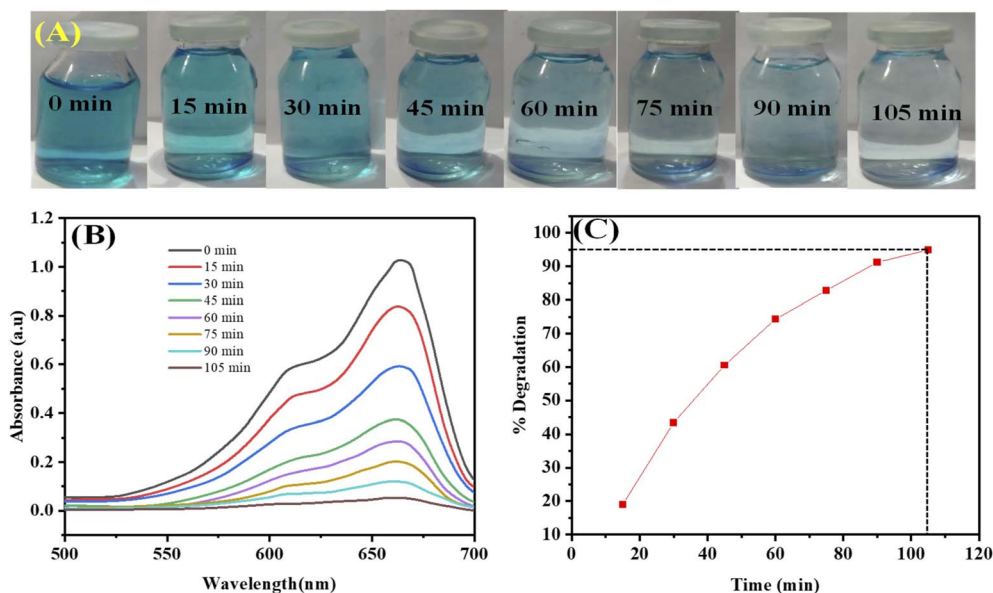 (A)
0 min 15 min 30 min 45 min 60 min 75 min 90 min 105 min
(B)
1.2
1.0
0.8
0.6
0.4
0.2
0.0
Absorbance (a.u)
0 min
15 min
30 min
45 min
60 min
75 min
90 min
105 min
500 550 600 650 700
Wavelength(nm)
(C)
100
90
80
70
60
50
40
30
20
10
% Degradation
0 20 40 60 80 100 120
Time (min)